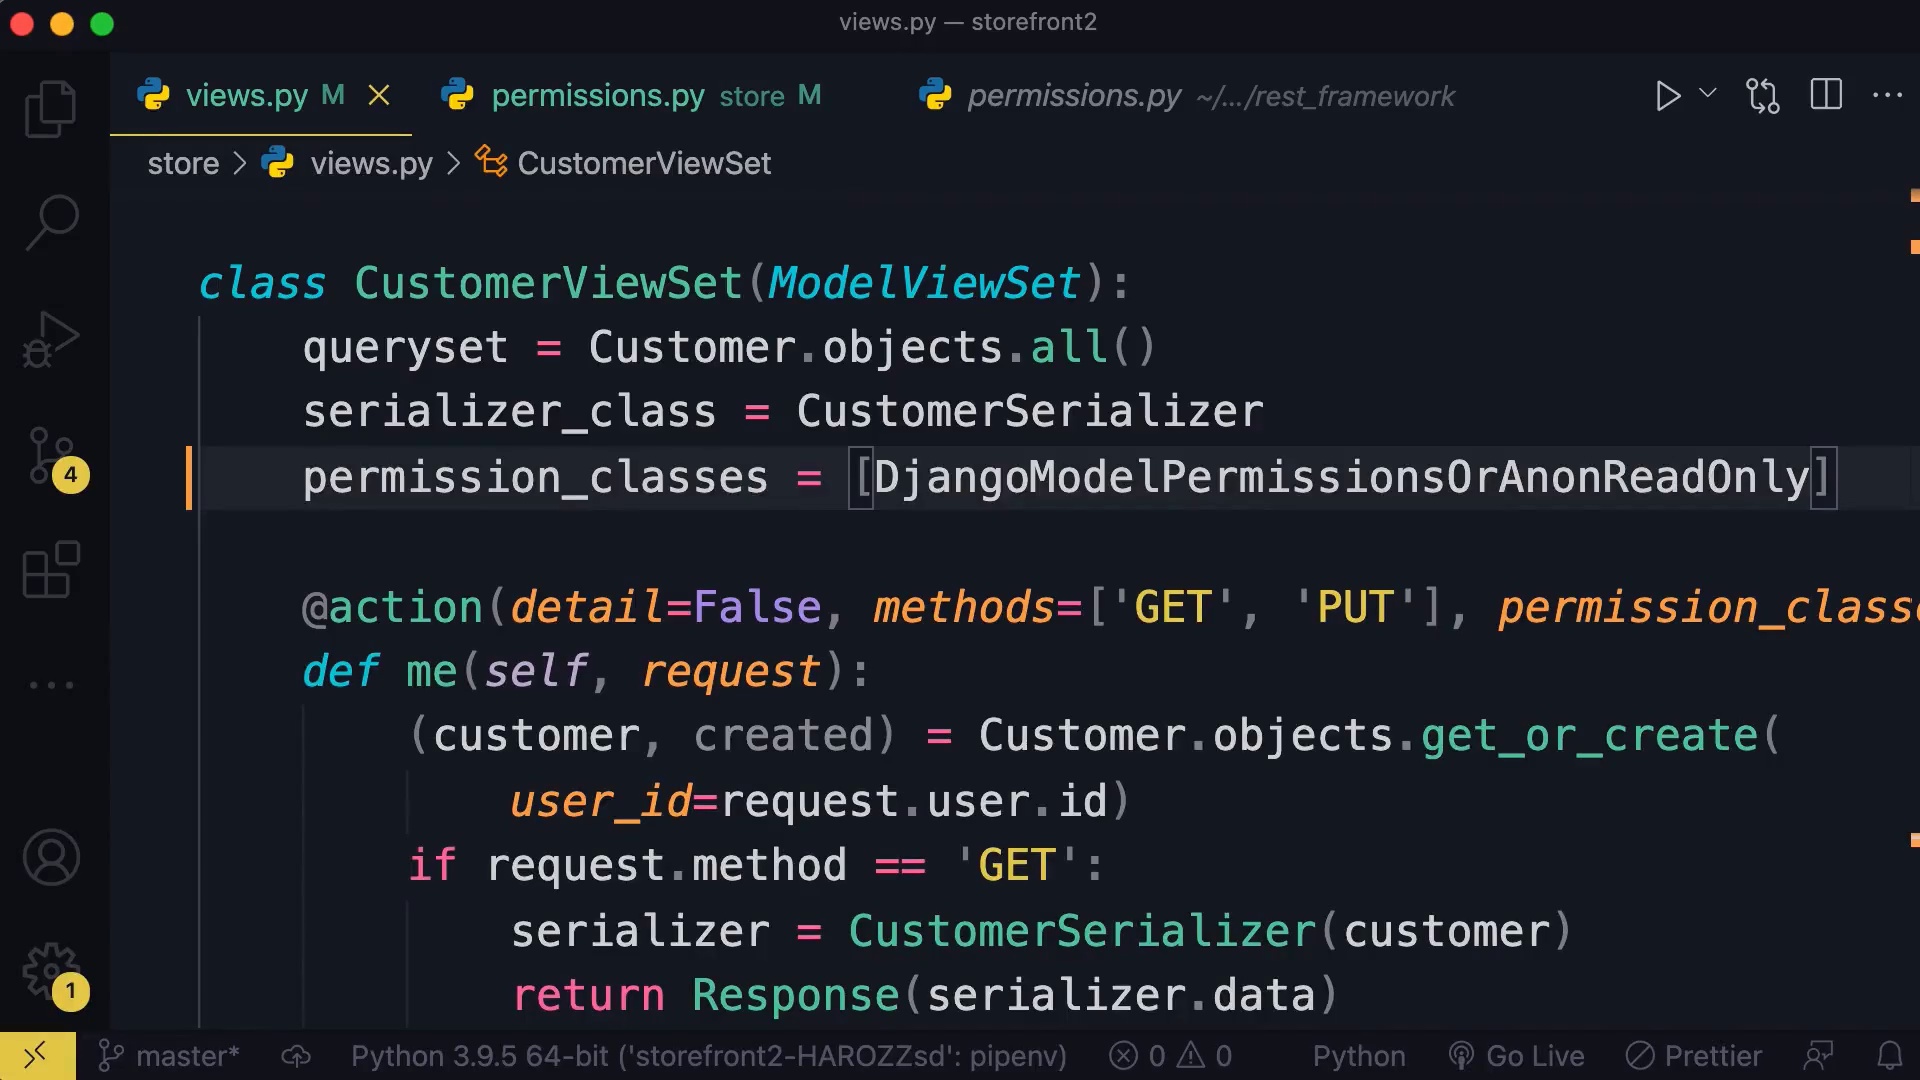 views.py — storefront2
views.py M
permissions.py store M
permissions.py ~/.../rest_framework
store > views.py > CustomerViewSet
class CustomerViewSet(ModelViewSet):
queryset = Customer.objects.all()
serializer_class = CustomerSerializer
permission_classes = [DjangoModelPermissionsOrAnonReadOnly]
@action(detail=False, methods=['GET', 'PUT'], permission_class
def me(self, request):
(customer, created) = Customer.objects.get_or_create(
user_id=request.user.id)
if request.method == 'GET':
serializer = CustomerSerializer(customer)
return Response(serializer.data)
4
1
master* Python 3.9.5 64-bit ('storefront2-HAROZZsd': pipenv) 0 0 Python Go Live Prettier